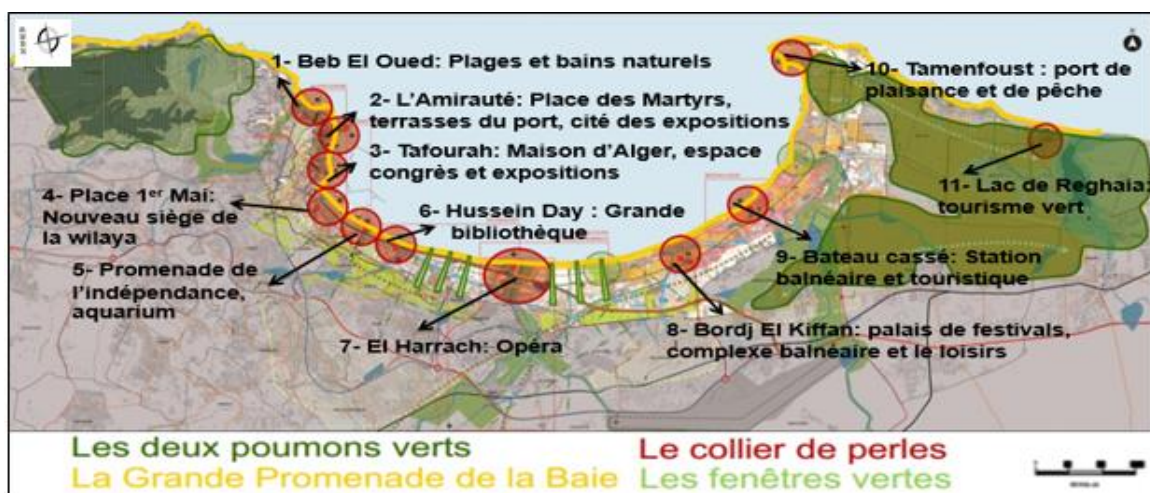 1- Beb El Oued: Plages et bains naturels
2- L'Amirauté: Place des Martyrs,
terrasses du port, cité des expositions
3- Tafourah: Maison d'Alger, espace
congrès et expositions
4- Place 1er Mai:
Nouveau siège de
la wilaya
5- Promenade de
l'indépendance,
aquarium
6- Hussein Day : Grande
bibliothèque
7- El Harrach: Opéra
8- Bordj El Kiffan: palais de festivals,
complexe balnéaire et le loisirs
9- Bateau cassé: Station
balnéaire et touristique
10- Tamenfoust : port de
plaisance et de pêche
11- Lac de Reghaia:
tourisme vert
Les deux poumons verts
Le collier de perles
La Grande Promenade de la Baie
Les fenêtres vertes